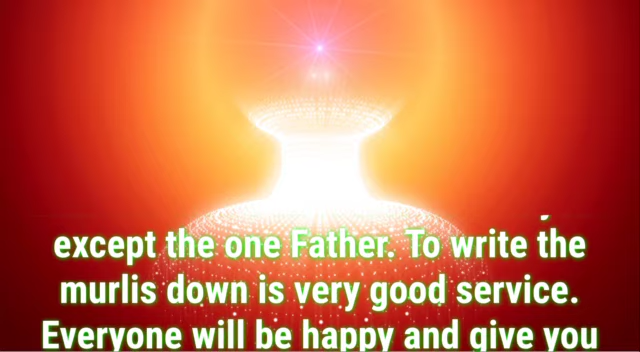 except the one Father. To write the
murlis down is very good service.
Everyone will be happy and give you